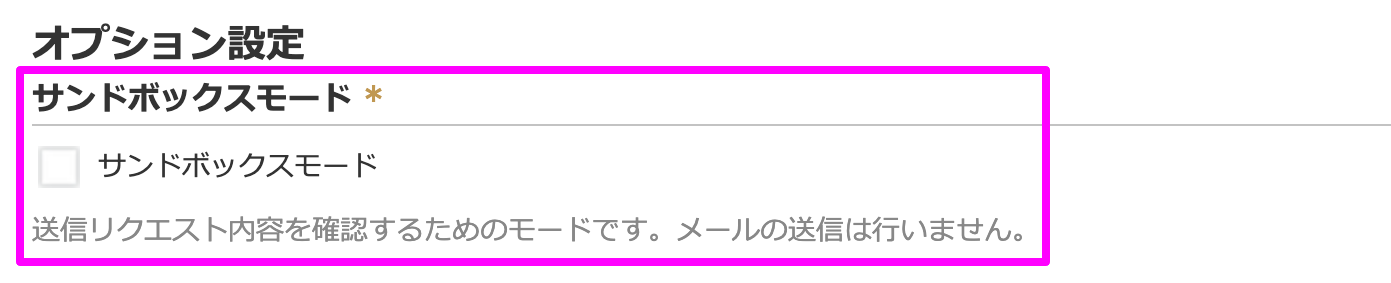 オプション設定
サンドボックスモード *
サンドボックスモード
送信リクエスト内容を確認するためのモードです。メールの送信は行いません。